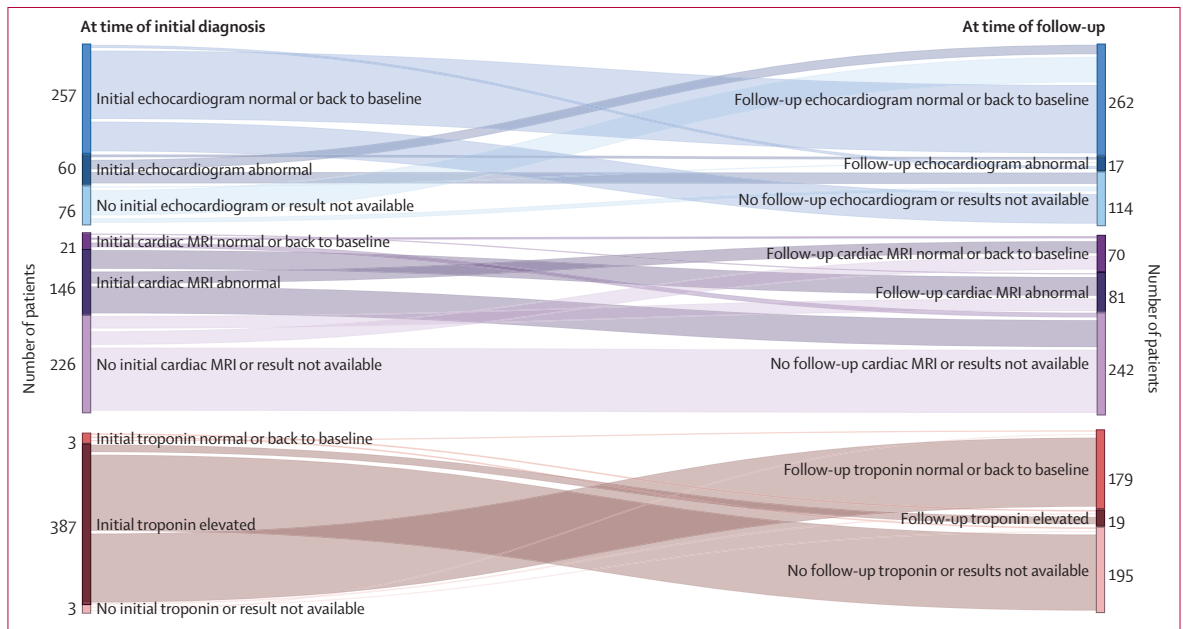 At time of initial diagnosis
At time of follow-up
257
Initial echocardiogram normal or back to baseline
Follow-up echocardiogram normal or back to baseline
262
60
Initial echocardiogram abnormal
Follow-up echocardiogram abnormal
17
76
No initial echocardiogram or result not available
No follow-up echocardiogram or results not available
114
21
Initial cardiac MRI normal or back to baseline
Follow-up cardiac MRI normal or back to baseline
70
146
Initial cardiac MRI abnormal
Follow-up cardiac MRI abnormal
81
226
No initial cardiac MRI or result not available
No follow-up cardiac MRI or results not available
242
Number of patients
Number of patients
3
Initial troponin normal or back to baseline
Follow-up troponin normal or back to baseline
179
387
Initial troponin elevated
Follow-up troponin elevated
19
3
No initial troponin or result not available
No follow-up troponin or results not available
195